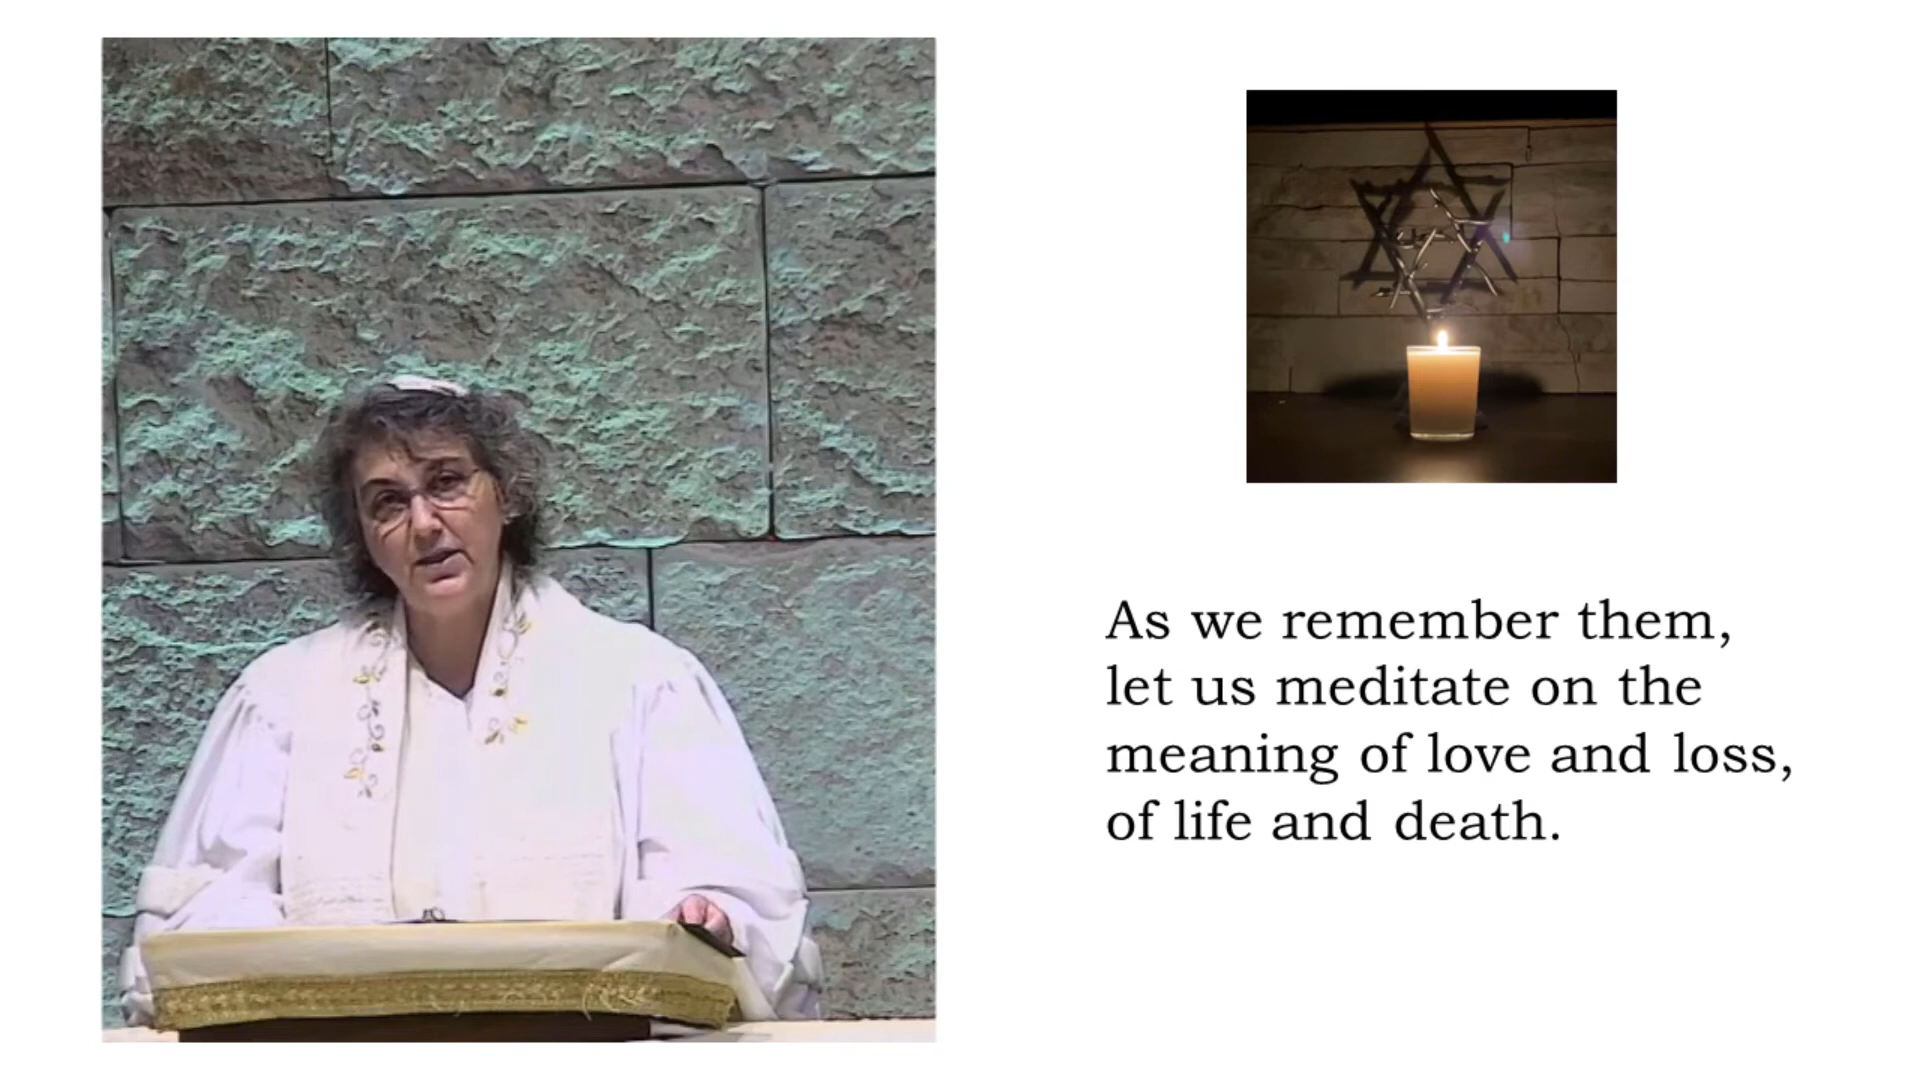 As we remember them,
let us meditate on the
meaning of love and loss,
of life and death.